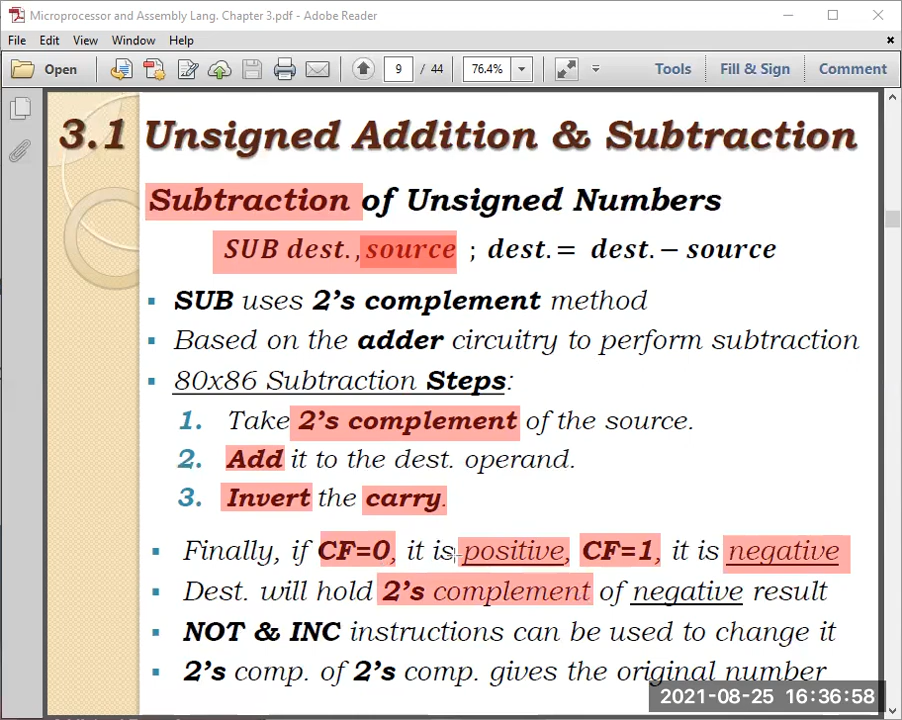 Microprocessor and Assembly Lang. Chapter 3.pdf - Adobe Reader
File Edit View Window Help
Open 9 / 44 76.4% Tools Fill & Sign Comment
3.1 Unsigned Addition & Subtraction
Subtraction of Unsigned Numbers
SUB dest., source ; dest. = dest. − source
▪ SUB uses 2's complement method
▪ Based on the adder circuitry to perform subtraction
▪ 80x86 Subtraction Steps:
1. Take 2's complement of the source.
2. Add it to the dest. operand.
3. Invert the carry.
▪ Finally, if CF=0, it is positive, CF=1, it is negative
▪ Dest. will hold 2's complement of negative result
▪ NOT & INC instructions can be used to change it
▪ 2's comp. of 2's comp. gives the original number
2021-08-25 16:36:58